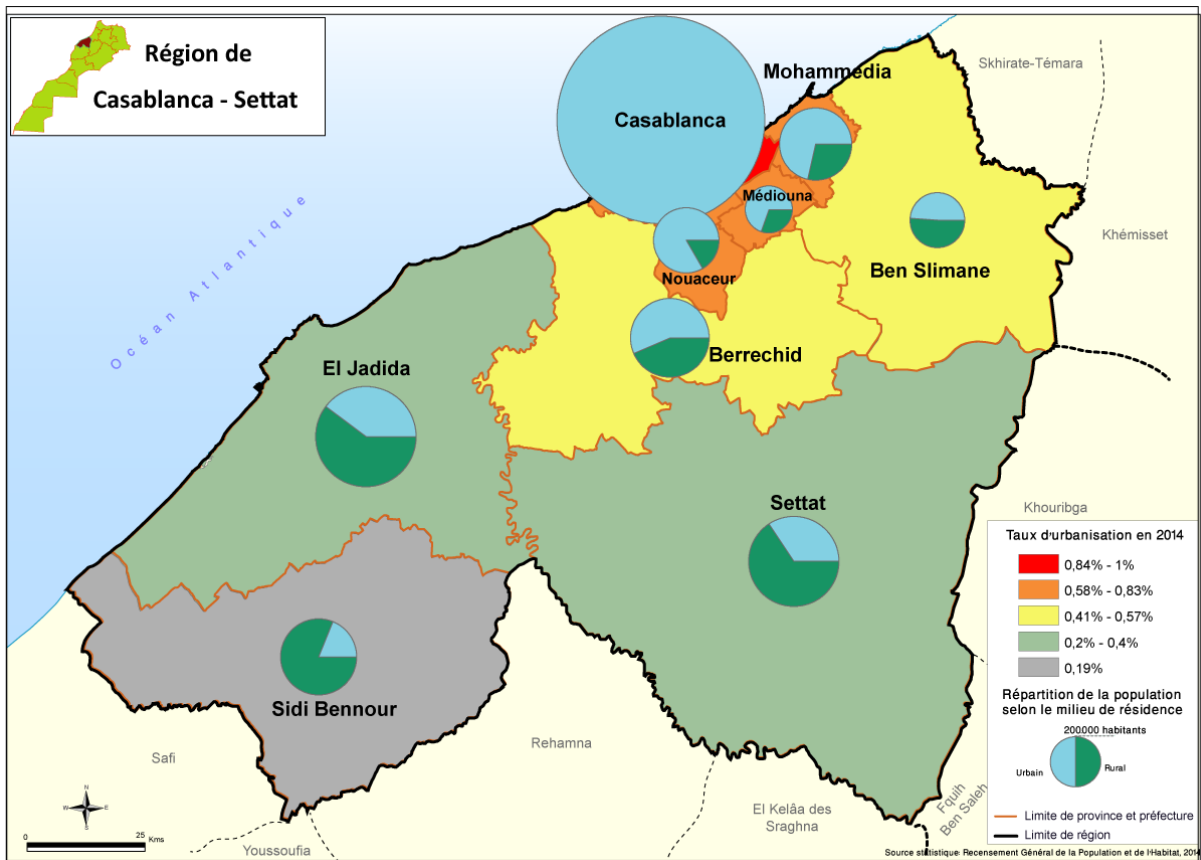 Région de
Casablanca - Settat
Skhirate-Témara
Mohammedia
Casablanca
Médiouna
Khémisset
Océan Atlantique
Ben Slimane
Nouaceur
Berrechid
El Jadida
Settat
Khouribga
Sidi Bennour
Rehamna
Safi
El Kelâa des
Sraghna
Fquih
Ben Saleh
Youssoufia
N
W E
S
0 25 Kms
Taux d'urbanisation en 2014
0,84% - 1%
0,58% - 0,83%
0,41% - 0,57%
0,2% - 0,4%
0,19%
Répartition de la population
selon le milieu de résidence
200000 habitants
Urbain Rural
Limite de province et préfecture
Limite de région
Source statistique: Recensement Général de la Population et de l'Habitat, 2014